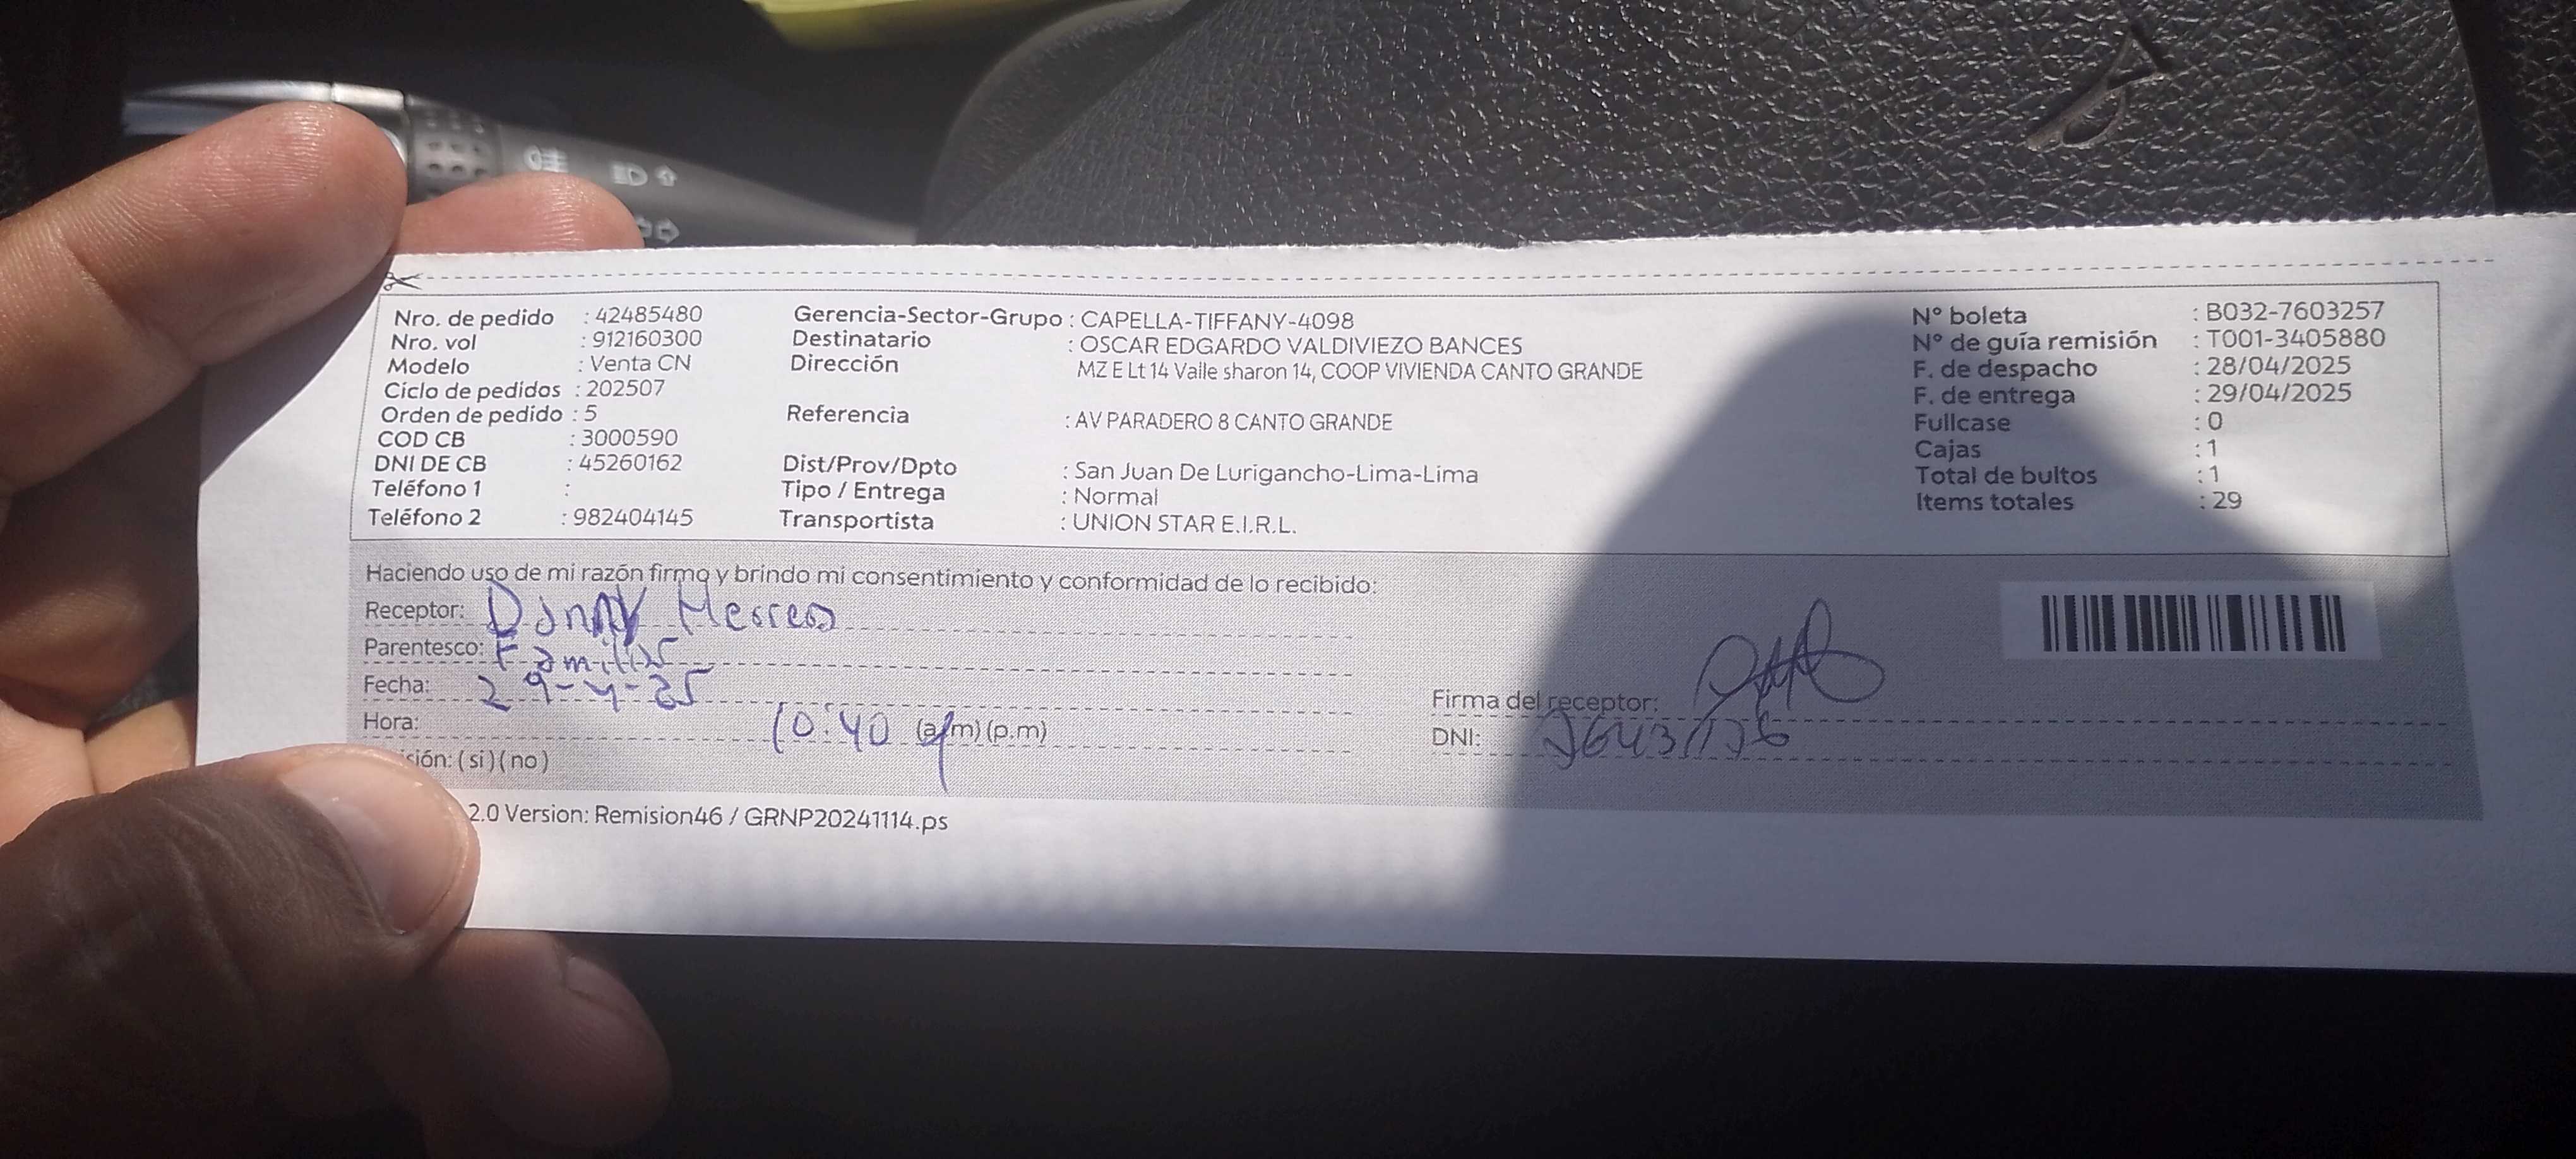 Nro. de pedido : 42485480
Nro. vol : 912160300
Modelo : Venta CN
Ciclo de pedidos : 202507
Orden de pedido : 5
COD CB : 3000590
DNI DE CB : 45260162
Teléfono 1 :
Teléfono 2 : 982404145
Gerencia-Sector-Grupo : CAPELLA-TIFFANY-4098
Destinatario : OSCAR EDGARDO VALDIVIEZO BANCES
Dirección MZ E Lt 14 Valle sharon 14, COOP VIVIENDA CANTO GRANDE
Referencia : AV PARADERO 8 CANTO GRANDE
Dist/Prov/Dpto : San Juan De Lurigancho-Lima-Lima
Tipo / Entrega : Normal
Transportista : UNION STAR E.I.R.L.
N° boleta : B032-7603257
N° de guía remisión : T001-3405880
F. de despacho : 28/04/2025
F. de entrega : 29/04/2025
Fullcase : 0
Cajas : 1
Total de bultos : 1
Items totales : 29
Haciendo uso de mi razón firmo y brindo mi consentimiento y conformidad de lo recibido:
Receptor:
Parentesco: Familiar
Fecha: 29-4-25
Hora: 10:40 (a.m) (p.m)
sión: ( si ) ( no )
Firma del receptor:
DNI:
2.0 Version: Remision46 / GRNP20241114.ps